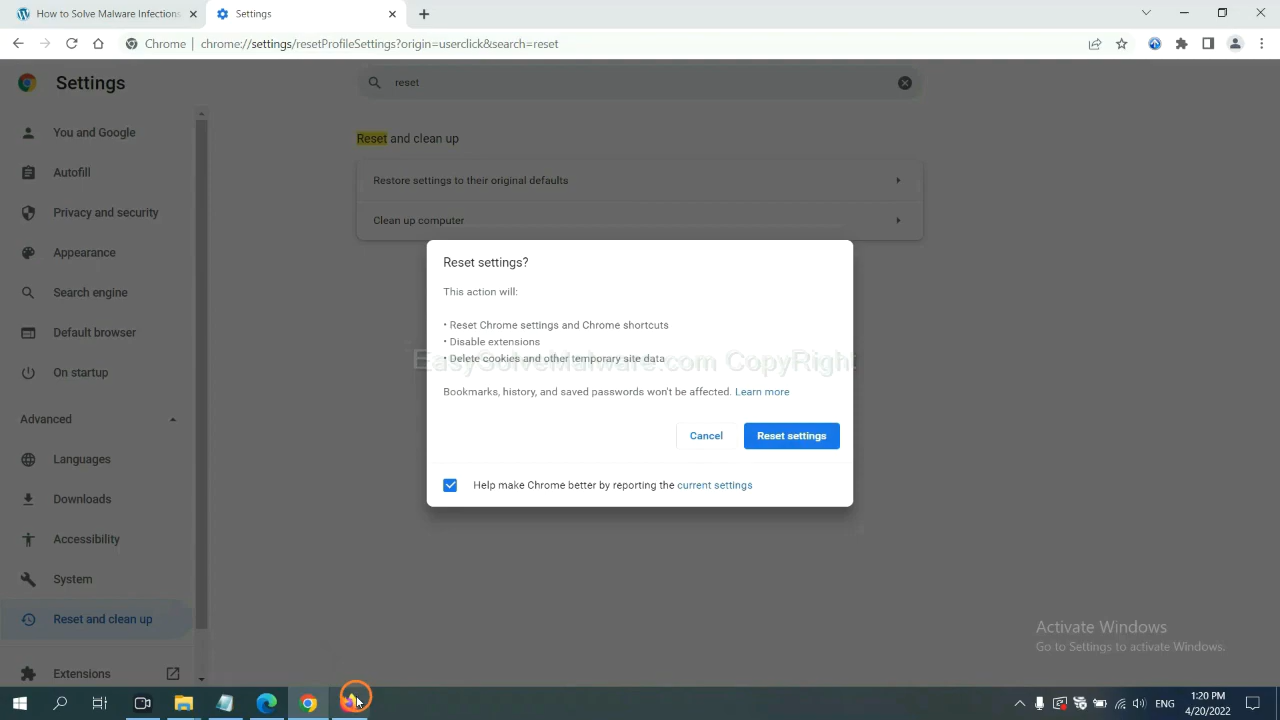 How to Solve Malware Infections
Settings
Chrome | chrome://settings/resetProfileSettings?origin=userclick&search=reset
Settings
reset
You and Google
Autofill
Privacy and security
Appearance
Search engine
Default browser
On startup
Advanced
Languages
Downloads
Accessibility
System
Reset and clean up
Extensions
Reset and clean up
Restore settings to their original defaults
Clean up computer
Reset settings?
This action will:
• Reset Chrome settings and Chrome shortcuts
• Disable extensions
• Delete cookies and other temporary site data
EasySolveMalware.com CopyRight
Bookmarks, history, and saved passwords won't be affected. Learn more
Cancel
Reset settings
Help make Chrome better by reporting the current settings
Activate Windows
Go to Settings to activate Windows.
ENG
1:20 PM
4/20/2022